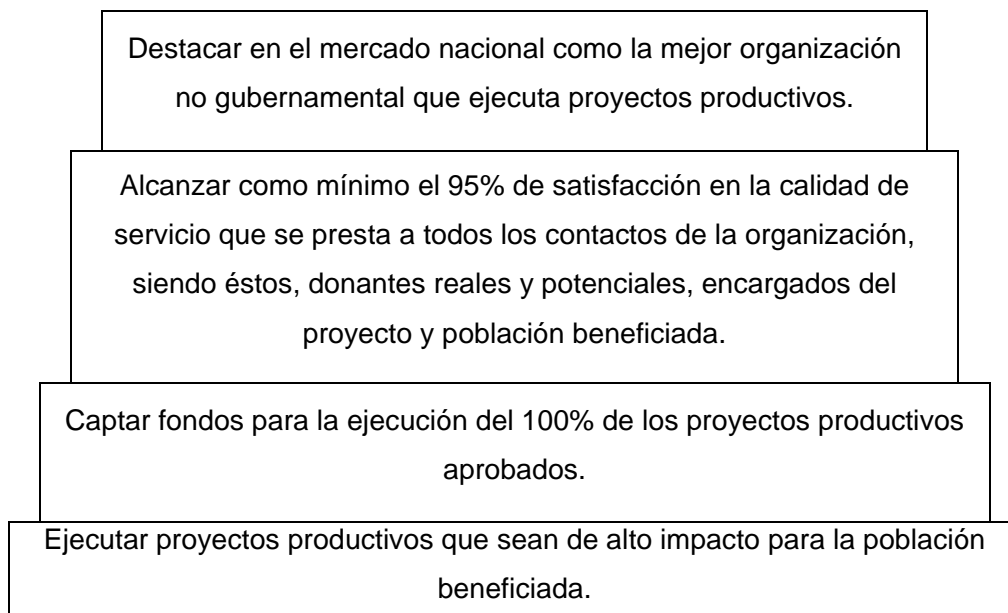 Destacar en el mercado nacional como la mejor organización
no gubernamental que ejecuta proyectos productivos.
Alcanzar como mínimo el 95% de satisfacción en la calidad de
servicio que se presta a todos los contactos de la organización,
siendo éstos, donantes reales y potenciales, encargados del
proyecto y población beneficiada.
Captar fondos para la ejecución del 100% de los proyectos productivos
aprobados.
Ejecutar proyectos productivos que sean de alto impacto para la población
beneficiada.